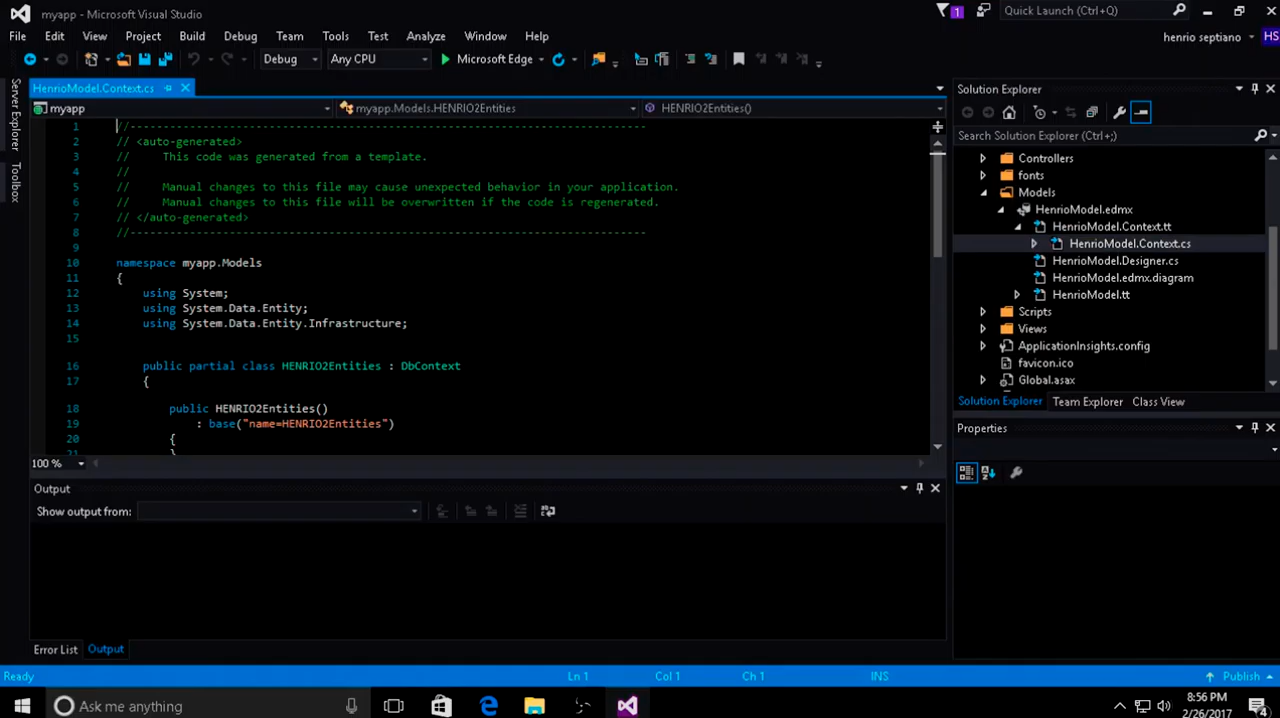 myapp - Microsoft Visual Studio
1
Quick Launch (Ctrl+Q)
File Edit View Project Build Debug Team Tools Test Analyze Window Help
henrio septiano HS
Debug Any CPU Microsoft Edge
Server Explorer
Toolbox
HenrioModel.Context.cs
myapp myapp.Models.HENRIO2Entities HENRIO2Entities()
1 //------------------------------------------------------------------------------
2 // <auto-generated>
3 //     This code was generated from a template.
4 //
5 //     Manual changes to this file may cause unexpected behavior in your application.
6 //     Manual changes to this file will be overwritten if the code is regenerated.
7 // </auto-generated>
8 //------------------------------------------------------------------------------
9
10 namespace myapp.Models
11 {
12 using System;
13 using System.Data.Entity;
14 using System.Data.Entity.Infrastructure;
15
16 public partial class HENRIO2Entities : DbContext
17 {
18 public HENRIO2Entities()
19 : base("name=HENRIO2Entities")
20 {
21 }
100 %
Output
Show output from:
Error List Output
Solution Explorer
Search Solution Explorer (Ctrl+;)
Controllers
fonts
Models
HenrioModel.edmx
HenrioModel.Context.tt
HenrioModel.Context.cs
HenrioModel.Designer.cs
HenrioModel.edmx.diagram
HenrioModel.tt
Scripts
Views
ApplicationInsights.config
favicon.ico
Global.asax
Solution Explorer Team Explorer Class View
Properties
Ready Ln 1 Col 1 Ch 1 INS Publish
Ask me anything
8:56 PM
2/26/2017
4